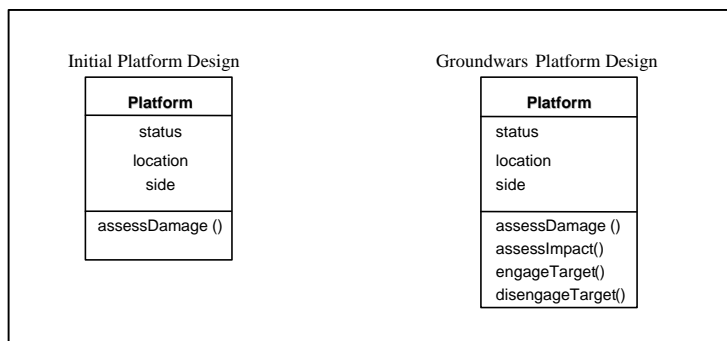 Initial Platform Design
Platform
status
location
side
assessDamage ()
Groundwars Platform Design
Platform
status
location
side
assessDamage ()
assessImpact()
engageTarget()
disengageTarget()